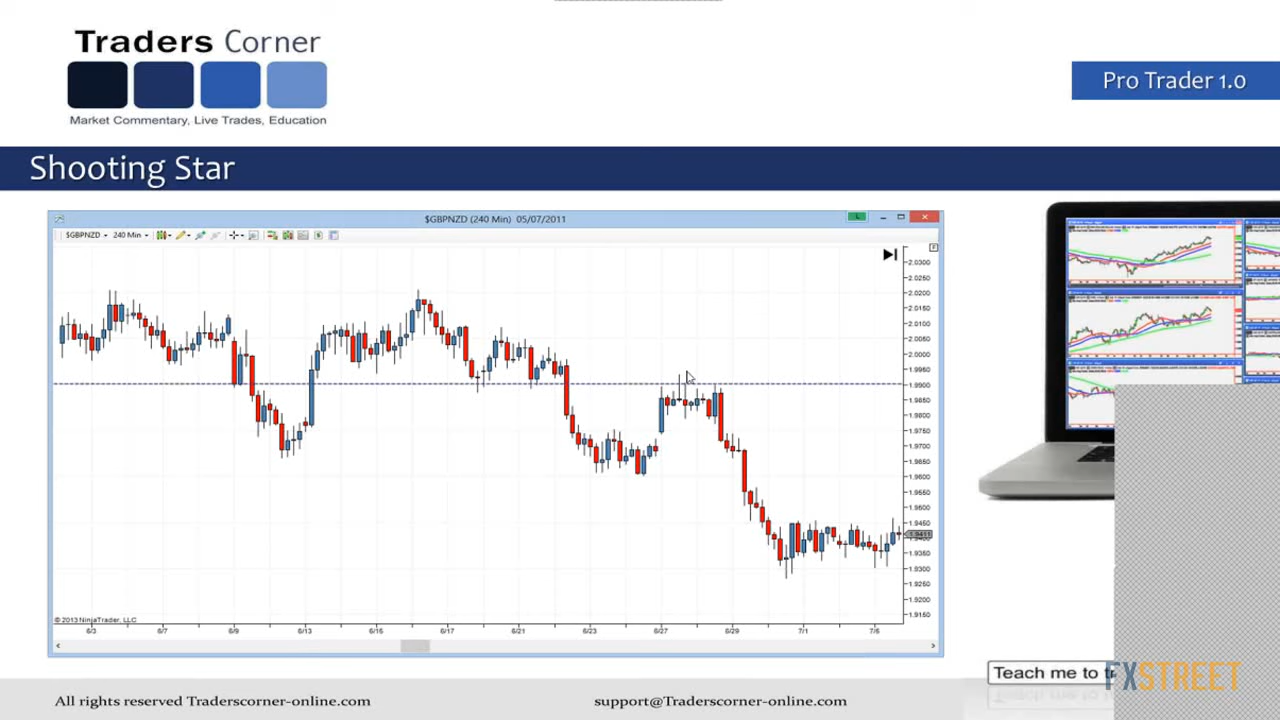 Traders Corner
Market Commentary, Live Trades, Education
Pro Trader 1.0
Shooting Star
$GBPNZD (240 Min) 05/07/2011
$GBPNZD
240 Min
F
2.0300
2.0250
2.0200
2.0150
2.0100
2.0050
2.0000
1.9950
1.9900
1.9850
1.9800
1.9750
1.9700
1.9650
1.9600
1.9550
1.9500
1.9450
1.9411
1.9350
1.9300
1.9250
1.9200
1.9150
© 2013 NinjaTrader, LLC
6/3 6/7 6/9 6/13 6/15 6/17 6/21 6/23 6/27 6/29 7/1 7/5
Teach me to
FXSTREET
All rights reserved Traderscorner-online.com
support@Traderscorner-online.com